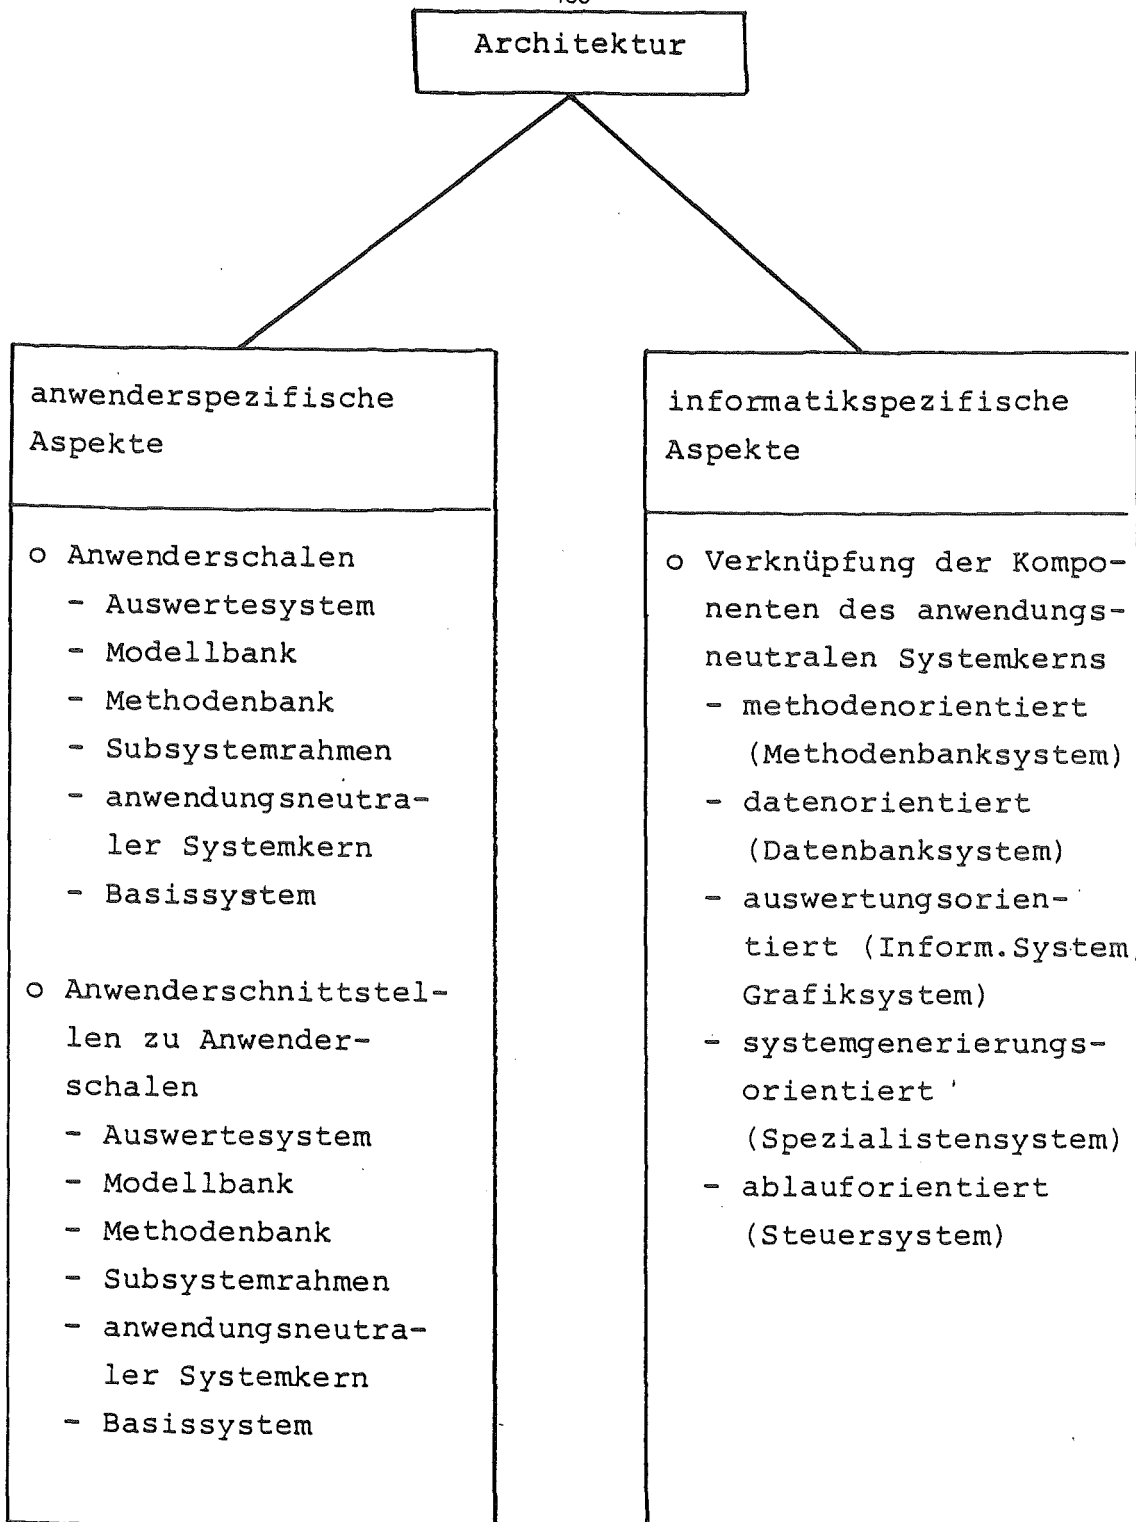 Architektur
anwenderspezifische
Aspekte
o Anwenderschalen
- Auswertesystem
- Modellbank
- Methodenbank
- Subsystemrahmen
- anwendungsneutra-
ler Systemkern
- Basissystem
o Anwenderschnittstel-
len zu Anwender-
schalen
- Auswertesystem
- Modellbank
- Methodenbank
- Subsystemrahmen
- anwendungsneutra-
ler Systemkern
- Basissystem
informatikspezifische
Aspekte
o Verknüpfung der Kompo-
nenten des anwendungs-
neutralen Systemkerns
- methodenorientiert
(Methodenbanksystem)
- datenorientiert
(Datenbanksystem)
- auswertungsorien-
tiert (Inform.System,
Grafiksystem)
- systemgenerierungs-
orientiert
(Spezialistensystem)
- ablauforientiert
(Steuersystem)